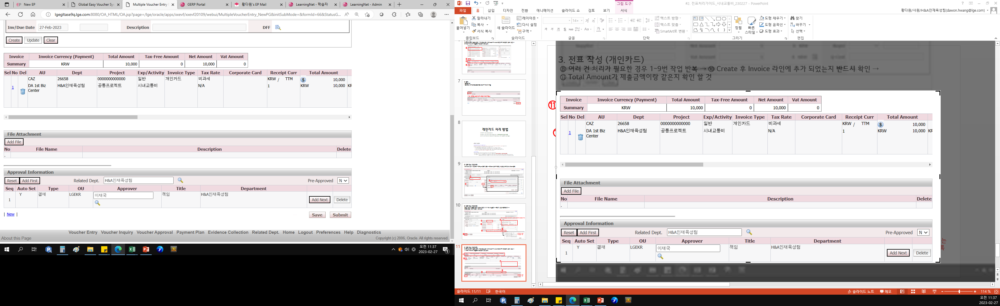 New EP
Global Easy Voucher Sys
Multiple Voucher Entry
GERP Portal
황다원's EP Mail
LearningNet - 학습자
LearningNet - Admin
lgegltase9q.lge.com:8080/OA_HTML/OA.jsp?page=/lge/oracle/apps/xxevf/xxevf20109/webui/MultipleVoucherEntry_NewPG&initSubMode=&formId=66&StatusG...
Inv/Due Date 27-Feb-2023 Description DFF
Create Update Clear
Invoice Invoice Currency (Payment) Total Amount Tax-Free Amount Net Amount Vat Amount
Summary KRW 10,000 0 10,000 0
Sel No Del AU Dept Project Exp/Activity Invoice Type Tax Rate Corporate Card Receipt Curr Total Amount
CAZ 26658 0000000000000 일반 개인카드 비과세 KRW / TTM 10,000
1 DA 1st Biz Center H&A인재육성팀 공통프로젝트 시내교통비 N/A 1 KRW 10,000 KR
File Attachment
Add File
No File Name Description Delete
.
Approval Information
Reset Add First Related Dept. H&A인재육성팀 Pre-Approved N
Seq Auto Set Type OU Approver Title Department
1 Y 결재 LGEKR 이재국 책임 H&A인재육성팀 Add Next Delete
| New | Save Submit
Voucher Entry Voucher Inquiry Voucher Approval Payment Plan Evidence Collection Related Dept. Home Logout Preferences Help Diagnostics
About this Page Copyright (c) 2006, Oracle. All rights reserved.
오전 11:37
2023-02-27
#2. 전표처리가이드_시내교통비_230227 - PowerPoint
그림 도구
파일 홈 삽입 디자인 전환 애니메이션 슬라이드 쇼 검토 보기 서식
황다원/사원/H&A인재육성팀(dawon.hwang@lge.com)
붙여넣기 잘라내기 복사 서식 복사 클립보드
새 슬라이드 레이아웃 다시 설정 구역 슬라이드
14+ 글꼴
텍스트 방향 텍스트 맞춤 SmartArt로 변환 단락
정렬 빠른 스타일 도형 채우기 도형 윤곽선 도형 효과 그리기
찾기 바꾸기 선택 편집
7
8
개인카드 처리 방법
9
10
11
3. 전표 작성 (개인카드)
⑧ 여러 건 처리가 필요한 경우 1~9번 작업 반복 → ⑩ Create 후 Invoice 라인에 추가 되었는지 반드시 확인 →
⑪ Total Amount가 제출금액이랑 같은지 확인 할 것
⑪
Invoice Invoice Currency (Payment) Total Amount Tax-Free Amount Net Amount Vat Amount
Summary KRW 10,000 0 10,000 0
Sel No Del AU Dept Project Exp/Activity Invoice Type Tax Rate Corporate Card Receipt Curr Total Amount
CAZ 26658 0000000000000 일반 개인카드 비과세 KRW / TTM 10,000
1 DA 1st Biz Center H&A인재육성팀 공통프로젝트 시내교통비 N/A 1 KRW 10,000 KR
File Attachment
Add File
No File Name Description Delete
.
Approval Information
Reset Add First Related Dept. H&A인재육성팀 Pre-Approved N
Seq Auto Set Type OU Approver Title Department
1 Y 결재 LGEKR 이재국 책임 H&A인재육성팀 Add Next Delete
는
록
슬라이드 11/11 한국어 슬라이드 노트 메모 114 %
오전 11:37
2023-02-27